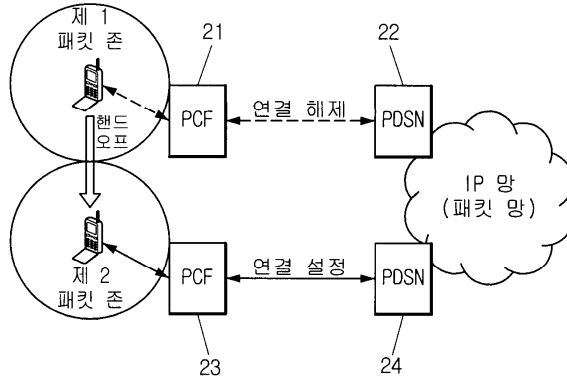 제 1
패킷 존
21
22
PCF
연결 해제
PDSN
핸드
오프
IP 망
(패킷 망)
제 2
패킷 존
PCF
연결 설정
PDSN
23
24